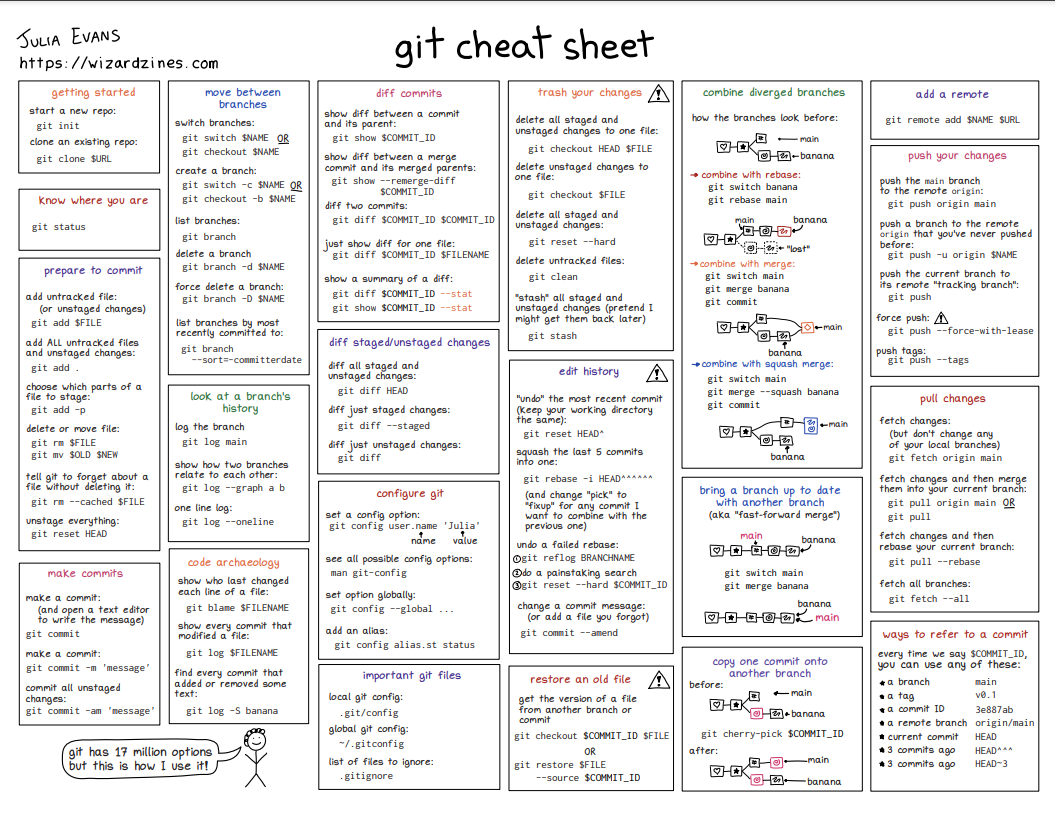 JULIA EVANS
https://wizardzines.com
git cheat sheet
getting started
start a new repo:
git init
clone an existing repo:
git clone $URL
know where you are
git status
prepare to commit
add untracked file:
(or unstaged changes)
git add $FILE
add ALL untracked files
and unstaged changes:
git add .
choose which parts of a
file to stage:
git add -p
delete or move file:
git rm $FILE
git mv $OLD $NEW
tell git to forget about a
file without deleting it:
git rm --cached $FILE
unstage everything:
git reset HEAD
make commits
make a commit:
(and open a text editor
to write the message)
git commit
make a commit:
git commit -m 'message'
commit all unstaged
changes:
git commit -am 'message'
git has 17 million options
but this is how I use it!
move between
branches
switch branches:
git switch $NAME OR
git checkout $NAME
create a branch:
git switch -c $NAME OR
git checkout -b $NAME
list branches:
git branch
delete a branch
git branch -d $NAME
force delete a branch:
git branch -D $NAME
list branches by most
recently committed to:
git branch
--sort=-committerdate
look at a branch's
history
log the branch
git log main
show how two branches
relate to each other:
git log --graph a b
one line log:
git log --oneline
code archaeology
show who last changed
each line of a file:
git blame $FILENAME
show every commit that
modified a file:
git log $FILENAME
find every commit that
added or removed some
text:
git log -S banana
diff commits
show diff between a commit
and its parent:
git show $COMMIT_ID
show diff between a merge
commit and its merged parents:
git show --remerge-diff
$COMMIT_ID
diff two commits:
git diff $COMMIT_ID $COMMIT_ID
just show diff for one file:
git diff $COMMIT_ID $FILENAME
show a summary of a diff:
git diff $COMMIT_ID --stat
git show $COMMIT_ID --stat
diff staged/unstaged changes
diff all staged and
unstaged changes:
git diff HEAD
diff just staged changes:
git diff --staged
diff just unstaged changes:
git diff
configure git
set a config option:
git config user.name 'Julia'
name value
see all possible config options:
man git-config
set option globally:
git config --global ...
add an alias:
git config alias.st status
important git files
local git config:
.git/config
global git config:
~/.gitconfig
list of files to ignore:
.gitignore
trash your changes
delete all staged and
unstaged changes to one file:
git checkout HEAD $FILE
delete unstaged changes to
one file:
git checkout $FILE
delete all staged and
unstaged changes:
git reset --hard
delete untracked files:
git clean
"stash" all staged and
unstaged changes (pretend I
might get them back later)
git stash
edit history
"undo" the most recent commit
(keep your working directory
the same):
git reset HEAD^
squash the last 5 commits
into one:
git rebase -i HEAD^^^^^^
(and change "pick" to
"fixup" for any commit I
want to combine with the
previous one)
undo a failed rebase:
① git reflog BRANCHNAME
② do a painstaking search
③ git reset --hard $COMMIT_ID
change a commit message:
(or add a file you forgot)
git commit --amend
restore an old file
get the version of a file
from another branch or
commit
git checkout $COMMIT_ID $FILE
OR
git restore $FILE
--source $COMMIT_ID
combine diverged branches
how the branches look before:
main
banana
combine with rebase:
git switch banana
git rebase main
main banana
"lost"
combine with merge:
git switch main
git merge banana
git commit
main
banana
combine with squash merge:
git switch main
git merge --squash banana
git commit
main
banana
bring a branch up to date
with another branch
(aka "fast-forward merge")
main
banana
git switch main
git merge banana
banana
main
copy one commit onto
another branch
before:
main
banana
git cherry-pick $COMMIT_ID
after:
main
banana
add a remote
git remote add $NAME $URL
push your changes
push the main branch
to the remote origin:
git push origin main
push a branch to the remote
origin that you've never pushed
before:
git push -u origin $NAME
push the current branch to
its remote "tracking branch":
git push
force push:
git push --force-with-lease
push tags:
git push --tags
pull changes
fetch changes:
(but don't change any
of your local branches)
git fetch origin main
fetch changes and then merge
them into your current branch:
git pull origin main OR
git pull
fetch changes and then
rebase your current branch:
git pull --rebase
fetch all branches:
git fetch --all
ways to refer to a commit
every time we say $COMMIT_ID,
you can use any of these:
a branch main
a tag v0.1
a commit ID 3e887ab
a remote branch origin/main
current commit HEAD
3 commits ago HEAD^^^
3 commits ago HEAD~3